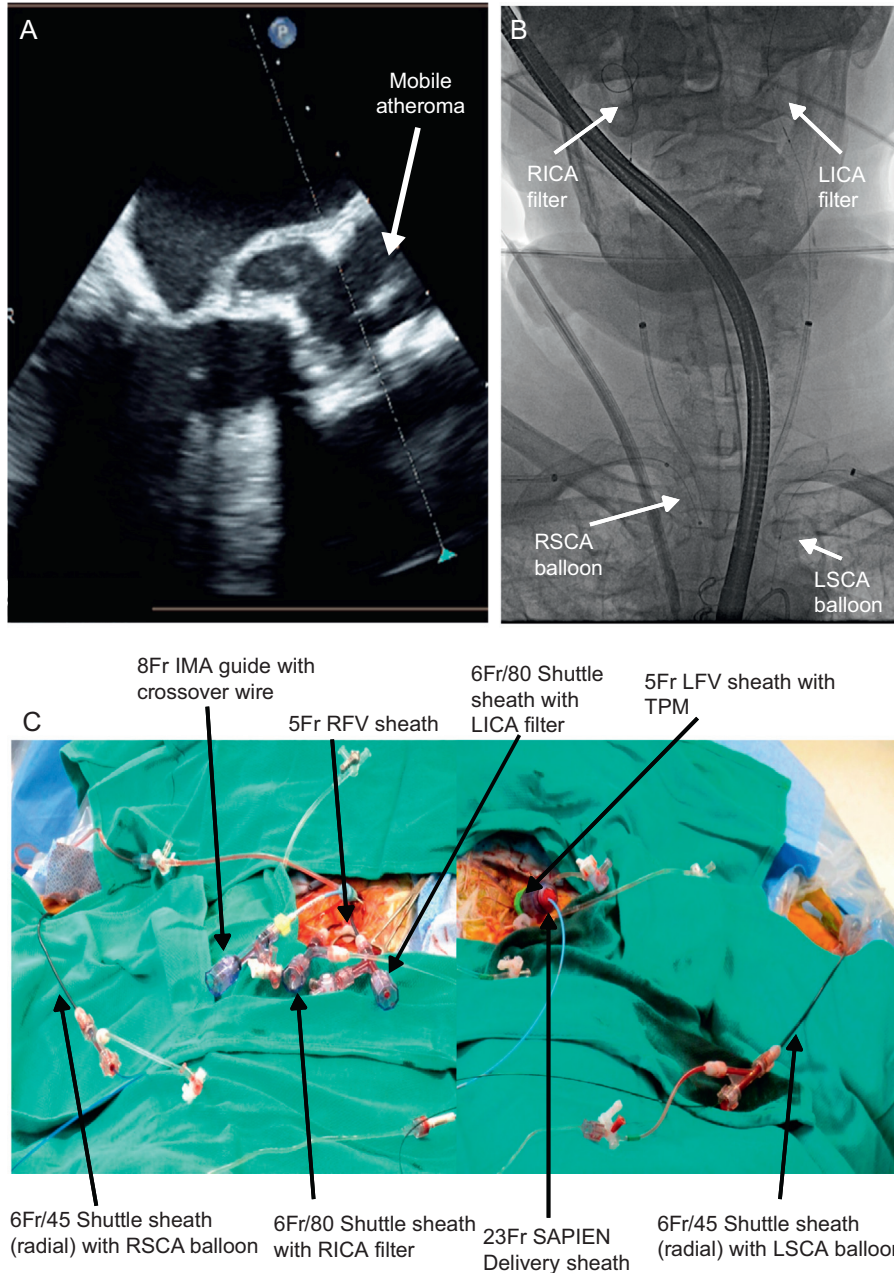 A
P
Mobile
atheroma
R
B
RICA
filter
LICA
filter
RSCA
balloon
LSCA
balloon
8Fr IMA guide with
crossover wire
5Fr RFV sheath
6Fr/80 Shuttle
sheath with
LICA filter
5Fr LFV sheath with
TPM
C
6Fr/45 Shuttle sheath
(radial) with RSCA balloon
6Fr/80 Shuttle sheath
with RICA filter
23Fr SAPIEN
Delivery sheath
6Fr/45 Shuttle sheath
(radial) with LSCA balloon